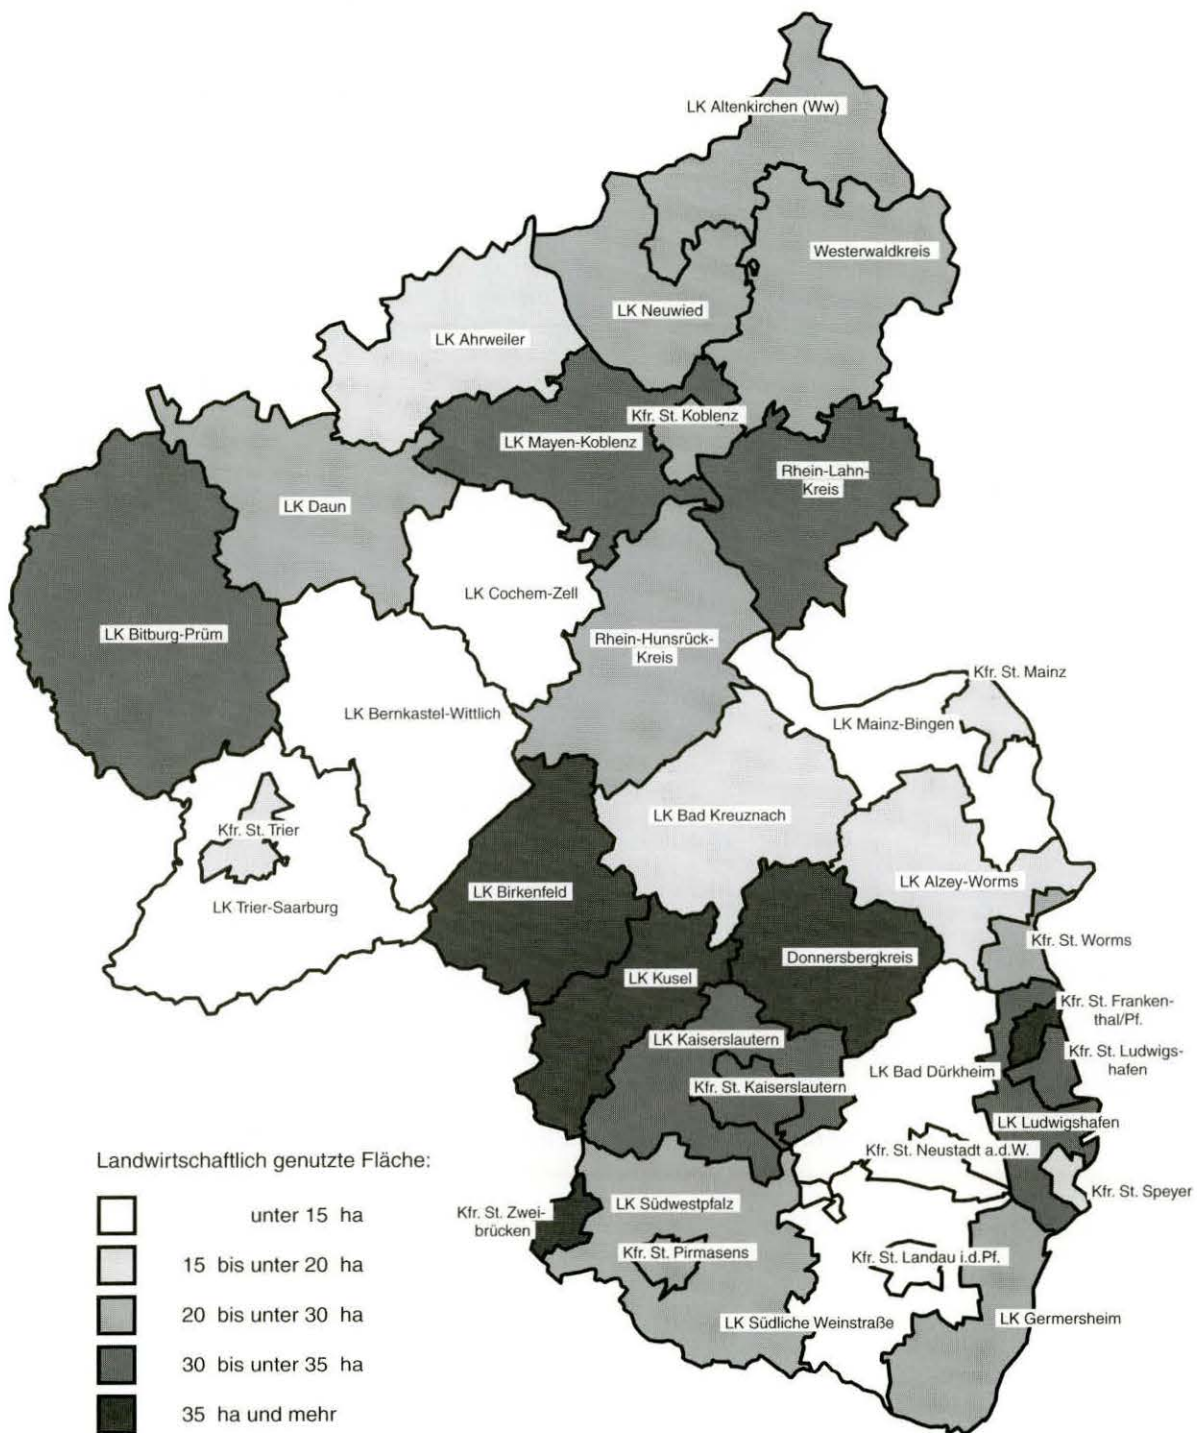 LK Altenkirchen (Ww)
Westerwaldkreis
LK Neuwied
LK Ahrweiler
Kfr. St. Koblenz
LK Mayen-Koblenz
Rhein-Lahn-
Kreis
LK Daun
LK Cochem-Zell
LK Bitburg-Prüm
Rhein-Hunsrück-
Kreis
Kfr. St. Mainz
LK Bernkastel-Wittlich
LK Mainz-Bingen
LK Bad Kreuznach
Kfr. St. Trier
LK Alzey-Worms
LK Birkenfeld
LK Trier-Saarburg
Kfr. St. Worms
Donnersbergkreis
LK Kusel
Kfr. St. Franken-
thal/Pf.
LK Kaiserslautern
Kfr. St. Ludwigs-
hafen
LK Bad Dürkheim
Kfr. St. Kaiserslautern
LK Ludwigshafen
Kfr. St. Neustadt a.d.W.
Kfr. St. Speyer
LK Südwestpfalz
Kfr. St. Zwei-
brücken
Kfr. St. Pirmasens
Kfr. St. Landau i.d.Pf.
LK Südliche Weinstraße
LK Germersheim
Landwirtschaftlich genutzte Fläche:
unter 15 ha
15 bis unter 20 ha
20 bis unter 30 ha
30 bis unter 35 ha
35 ha und mehr